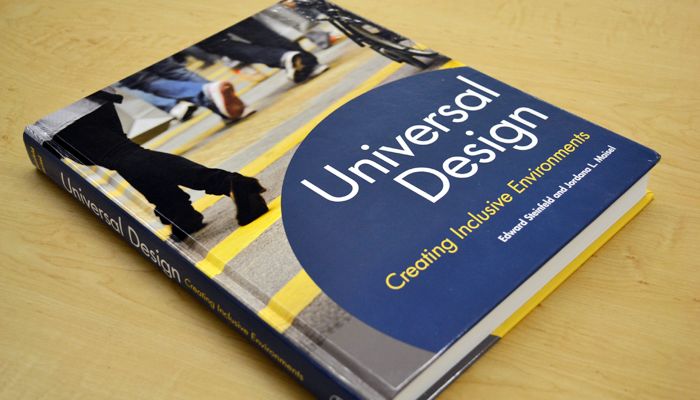 Universal
Design
Creating Inclusive Environments
Edward Steinfeld and Jordana L. Maisel
Universal Design Creating Inclusive Environments